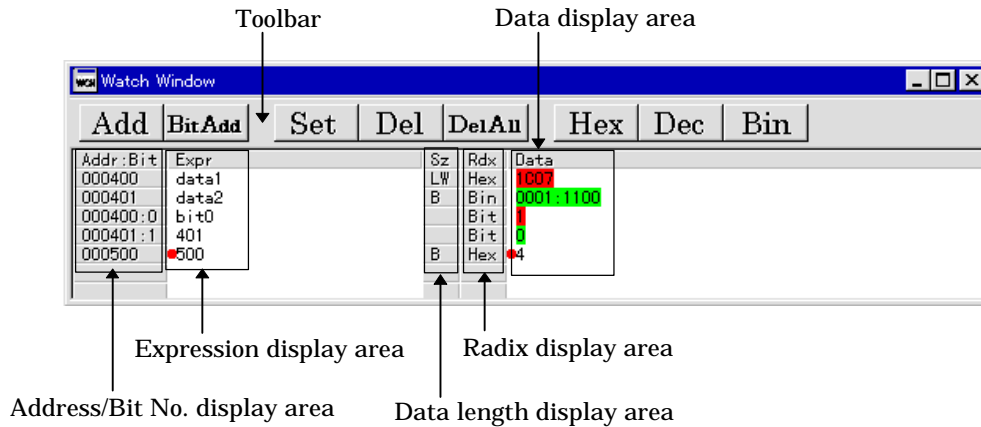 Toolbar
Data display area
WCH Watch Window
Add BitAdd Set Del DelAll Hex Dec Bin
Addr:Bit Expr Sz Rdx Data
000400 data1 LW Hex 1C07
000401 data2 B Bin 0001:1100
000400:0 bit0 Bit 1
000401:1 401 Bit 0
000500 500 B Hex 4
Expression display area
Radix display area
Address/Bit No. display area
Data length display area